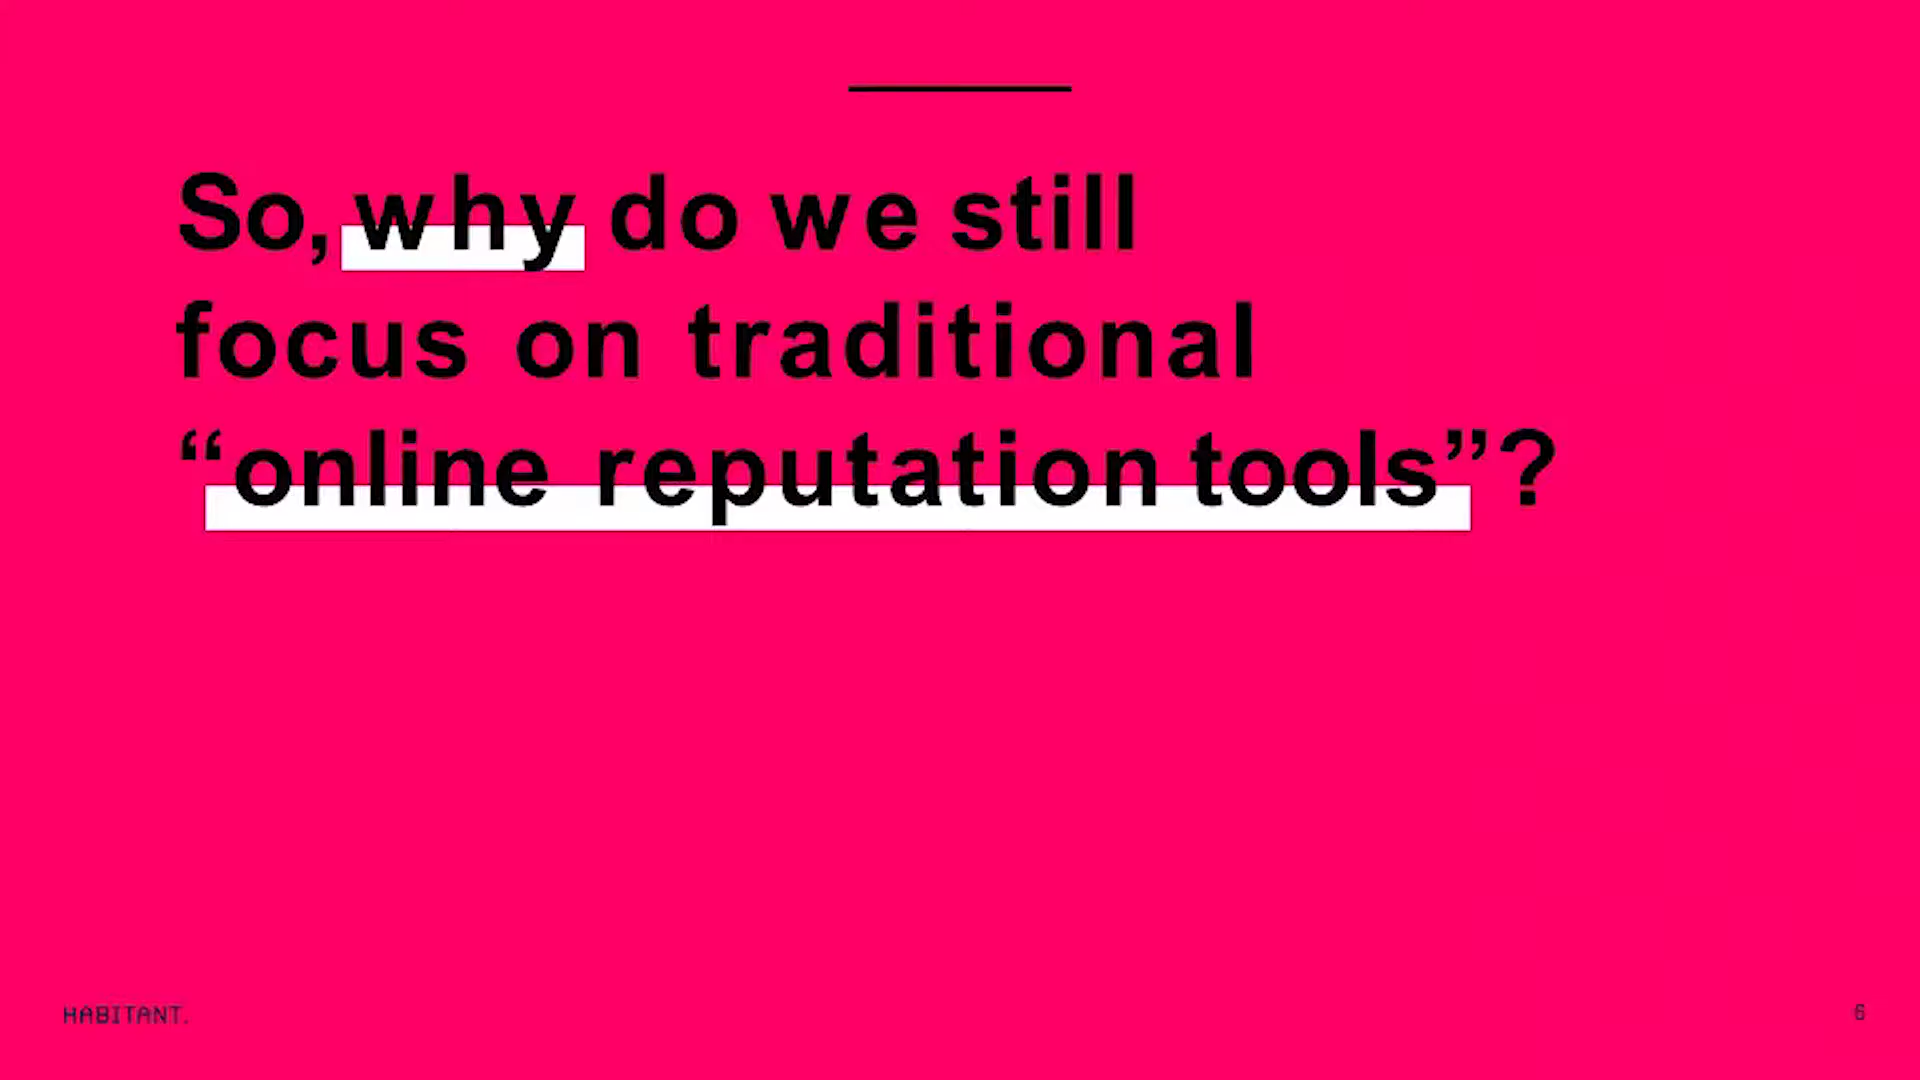 So, why do we still
focus on traditional
“online reputation tools”?
HABITANT.
6